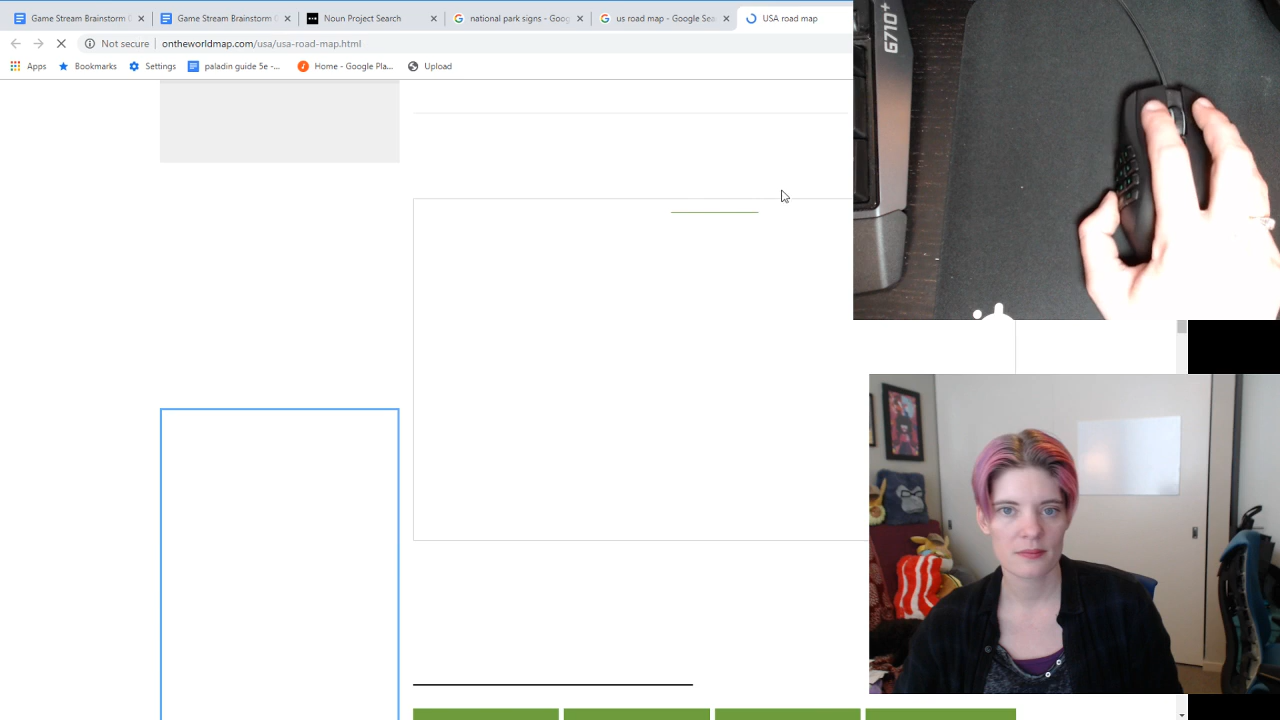 Game Stream Brainstorm
Game Stream Brainstorm
Noun Project Search
national park signs - Goog
us road map - Google Sea
USA road map
Not secure
ontheworldmap.com/usa/usa-road-map.html
Apps
Bookmarks
Settings
paladin guide 5e -...
Home - Google Pla...
Upload
G710+